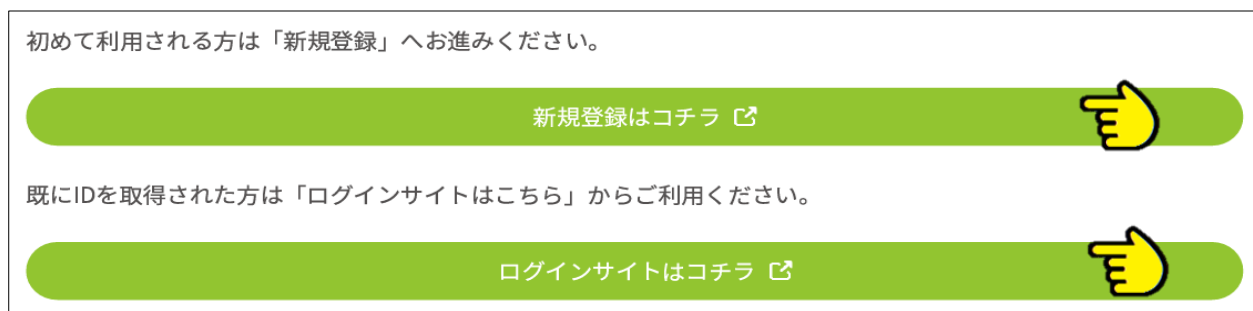 初めて利用される方は「新規登録」へお進みください。
新規登録はコチラ
既にIDを取得された方は「ログインサイトはこちら」からご利用ください。
ログインサイトはコチラ